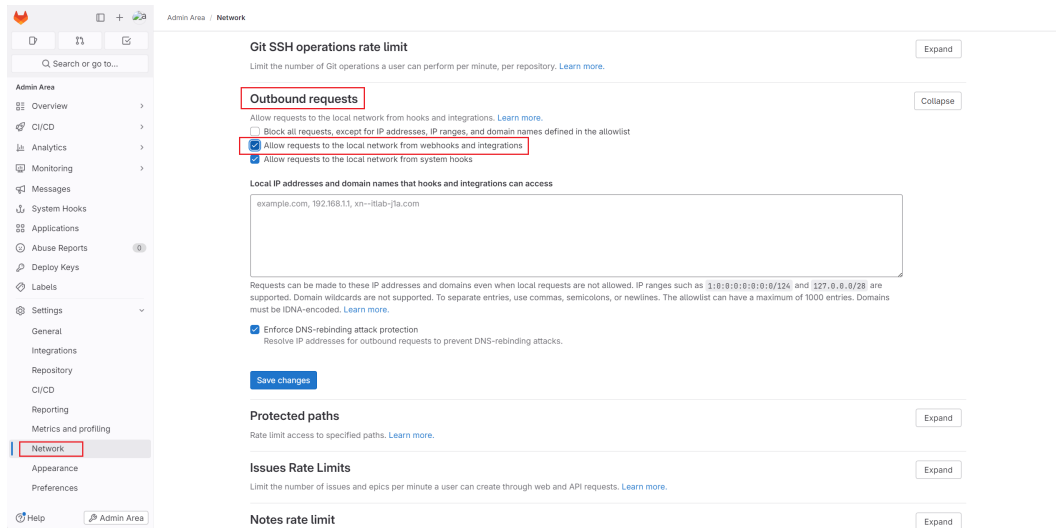 Admin Area / Network
Search or go to...
Admin Area
Overview
CI/CD
Analytics
Monitoring
Messages
System Hooks
Applications
Abuse Reports 0
Deploy Keys
Labels
Settings
General
Integrations
Repository
CI/CD
Reporting
Metrics and profiling
Network
Appearance
Preferences
Help Admin Area
Git SSH operations rate limit
Expand
Limit the number of Git operations a user can perform per minute, per repository. Learn more.
Outbound requests
Collapse
Allow requests to the local network from hooks and integrations. Learn more.
Block all requests, except for IP addresses, IP ranges, and domain names defined in the allowlist
Allow requests to the local network from webhooks and integrations
Allow requests to the local network from system hooks
Local IP addresses and domain names that hooks and integrations can access
example.com, 192.168.1.1, xn--itlab-j1a.com
Requests can be made to these IP addresses and domains even when local requests are not allowed. IP ranges such as 1:0:0:0:0:0:0:0/124 and 127.0.0.0/28 are
supported. Domain wildcards are not supported. To separate entries, use commas, semicolons, or newlines. The allowlist can have a maximum of 1000 entries. Domains
must be IDNA-encoded. Learn more.
Enforce DNS-rebinding attack protection
Resolve IP addresses for outbound requests to prevent DNS-rebinding attacks.
Save changes
Protected paths
Expand
Rate limit access to specified paths. Learn more.
Issues Rate Limits
Expand
Limit the number of issues and epics per minute a user can create through web and API requests. Learn more.
Notes rate limit
Expand